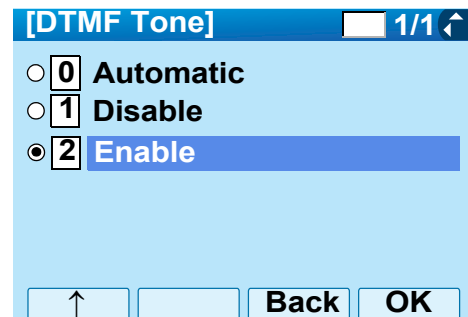 [DTMF Tone] 1/1
0 Automatic
1 Disable
2 Enable
↑ Back OK